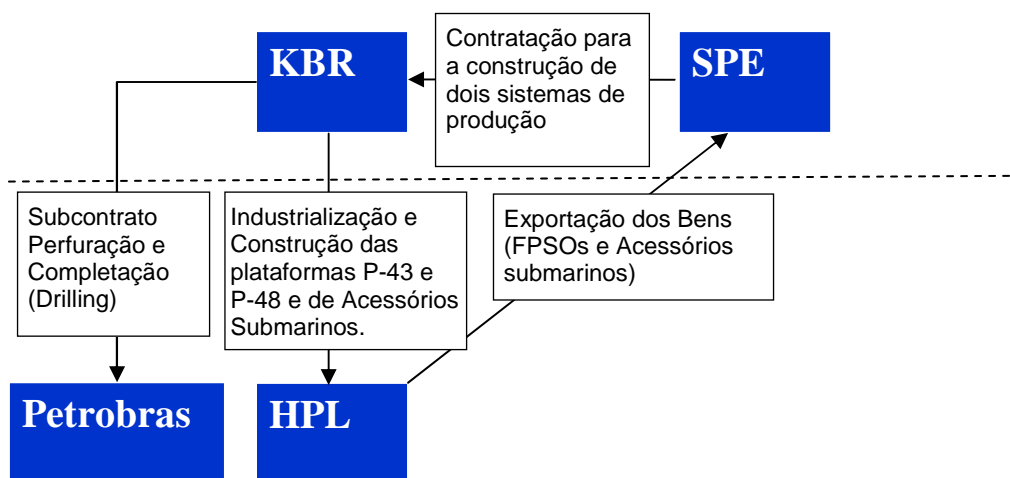 KBR
Contratação para
a construção de
dois sistemas de
produção
SPE
Subcontrato
Perfuração e
Completação
(Drilling)
Industrialização e
Construção das
plataformas P-43 e
P-48 e de Acessórios
Submarinos.
Exportação dos Bens
(FPSOs e Acessórios
submarinos)
Petrobras
HPL